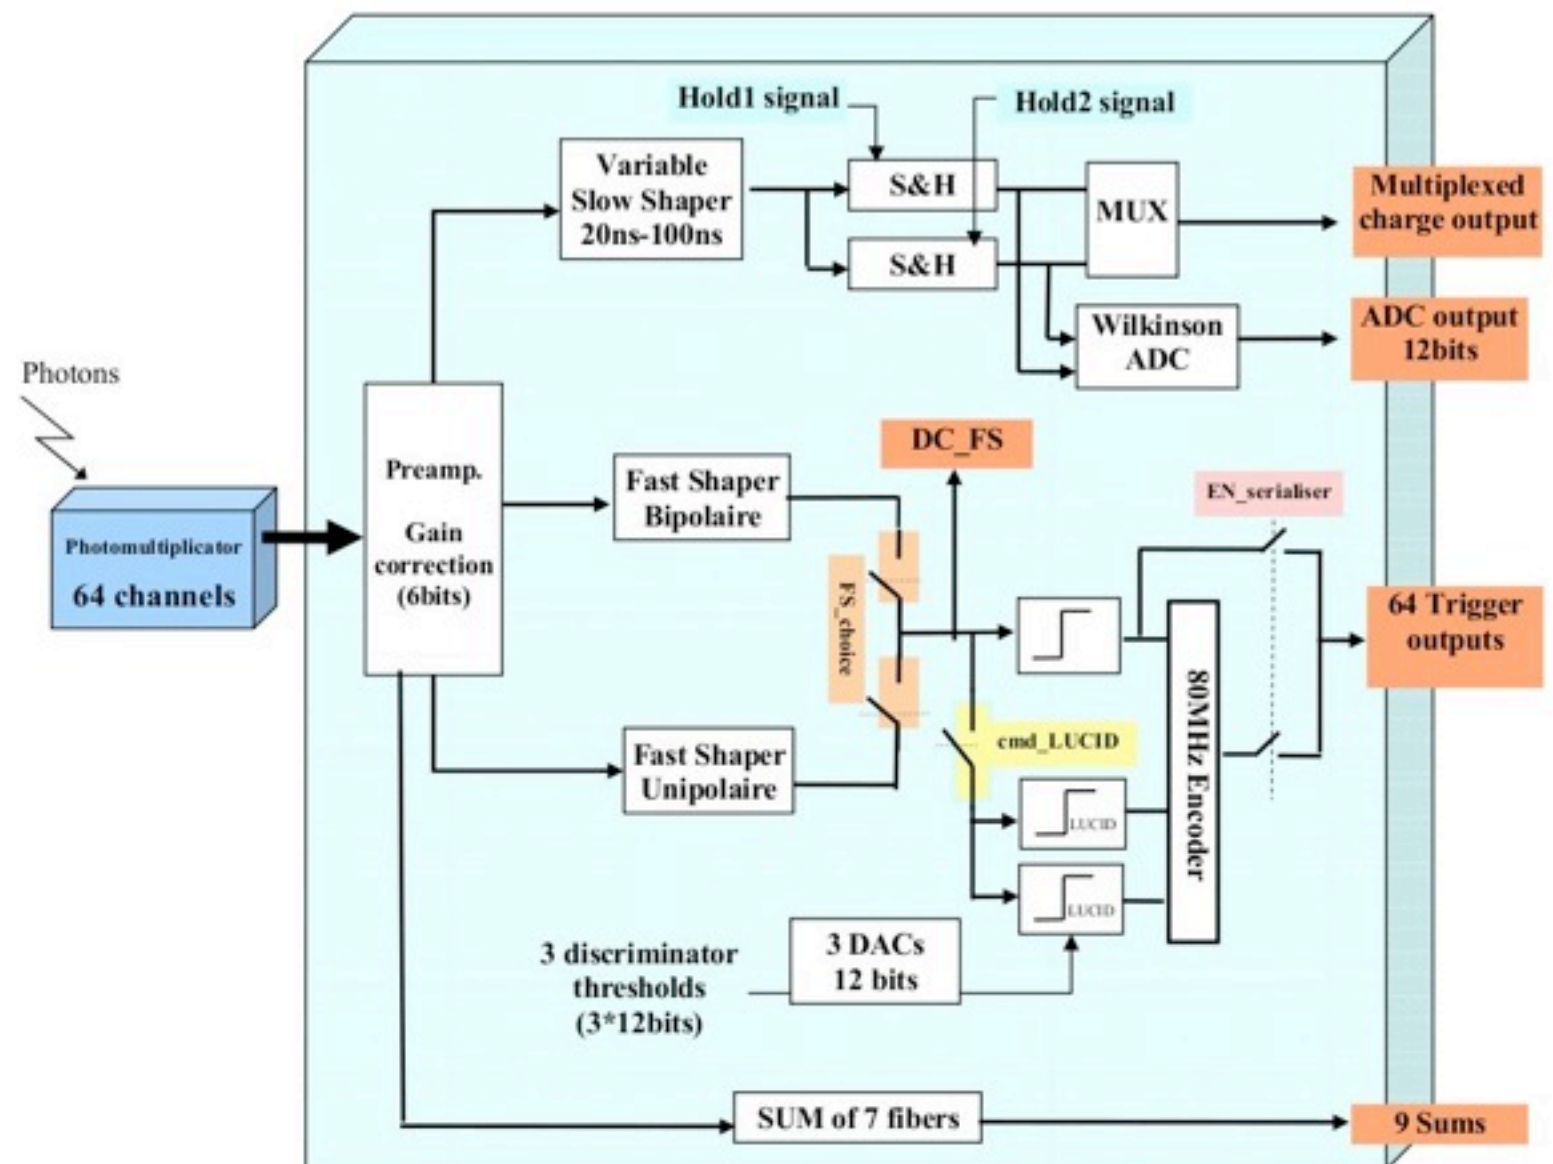 Hold1 signal
Hold2 signal
Variable
Slow Shaper
20ns-100ns
S&H
S&H
MUX
Multiplexed
charge output
Wilkinson
ADC
ADC output
12bits
Photons
Photomultiplicator
64 channels
Preamp.
Gain
correction
(6bits)
Fast Shaper
Bipolaire
DC_FS
FS_choice
EN_serialiser
64 Trigger
outputs
80MHz Encoder
cmd_LUCID
Fast Shaper
Unipolaire
LUCID
LUCID
3 discriminator
thresholds
(3*12bits)
3 DACs
12 bits
SUM of 7 fibers
9 Sums